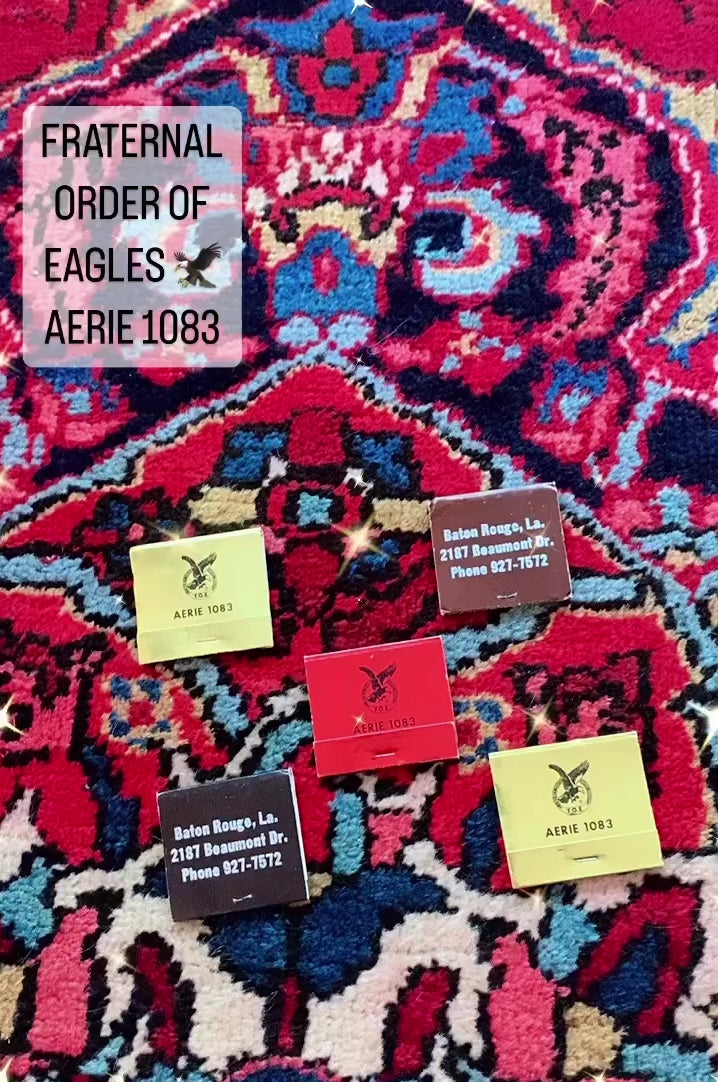 FRATERNAL
ORDER OF
EAGLES 🦅
AERIE 1083
Baton Rouge, La.
2187 Beaumont Dr.
Phone 927-7572
F.O.E.
AERIE 1083
F.O.E.
AERIE 1083
F.O.E.
AERIE 1083
Baton Rouge, La.
2187 Beaumont Dr.
Phone 927-7572